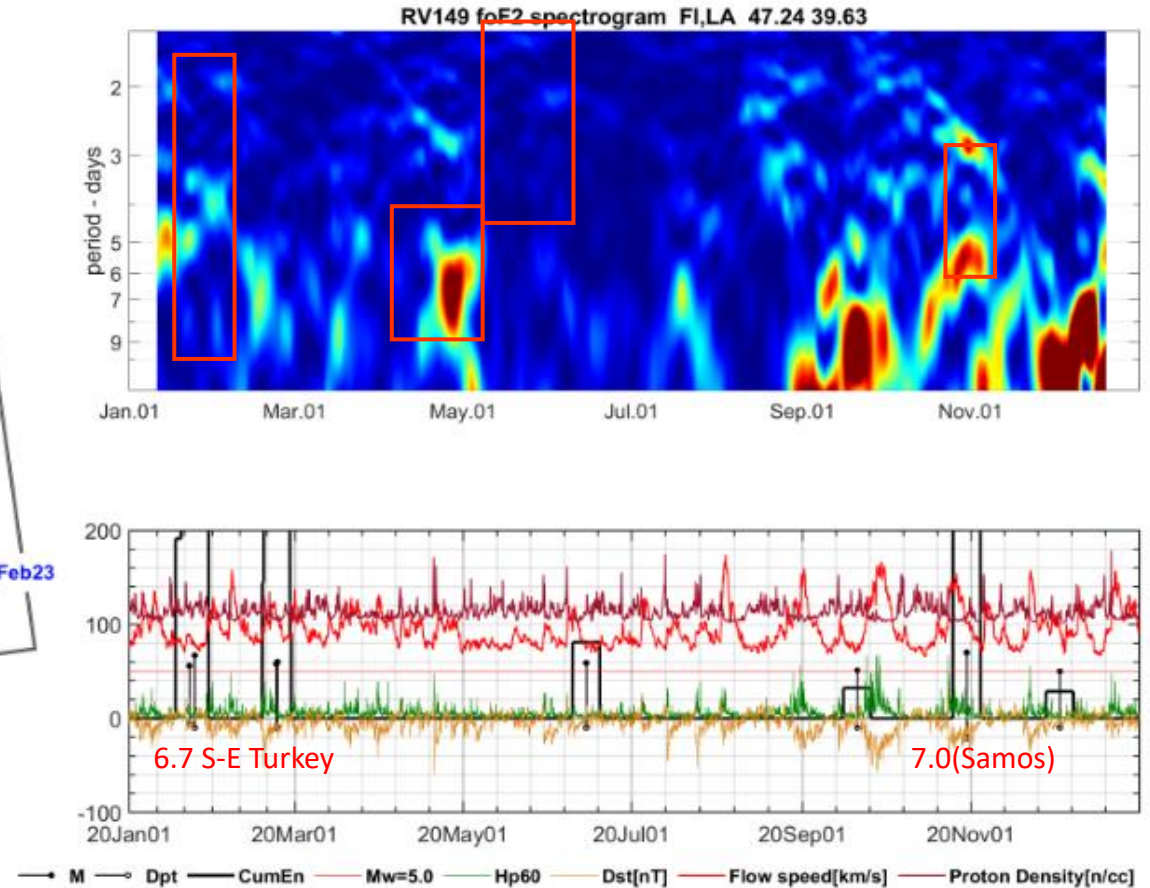 RV149 foF2 spectrogram FI,LA 47.24 39.63
period - days
2
3
5
6
7
9
Jan.01 Mar.01 May.01 Jul.01 Sep.01 Nov.01
Feb23
200
100
0
-100
6.7 S-E Turkey
7.0(Samos)
20Jan01 20Mar01 20May01 20Jul01 20Sep01 20Nov01
M Dpt CumEn Mw=5.0 Hp60 Dst[nT] Flow speed[km/s] Proton Density[n/cc]